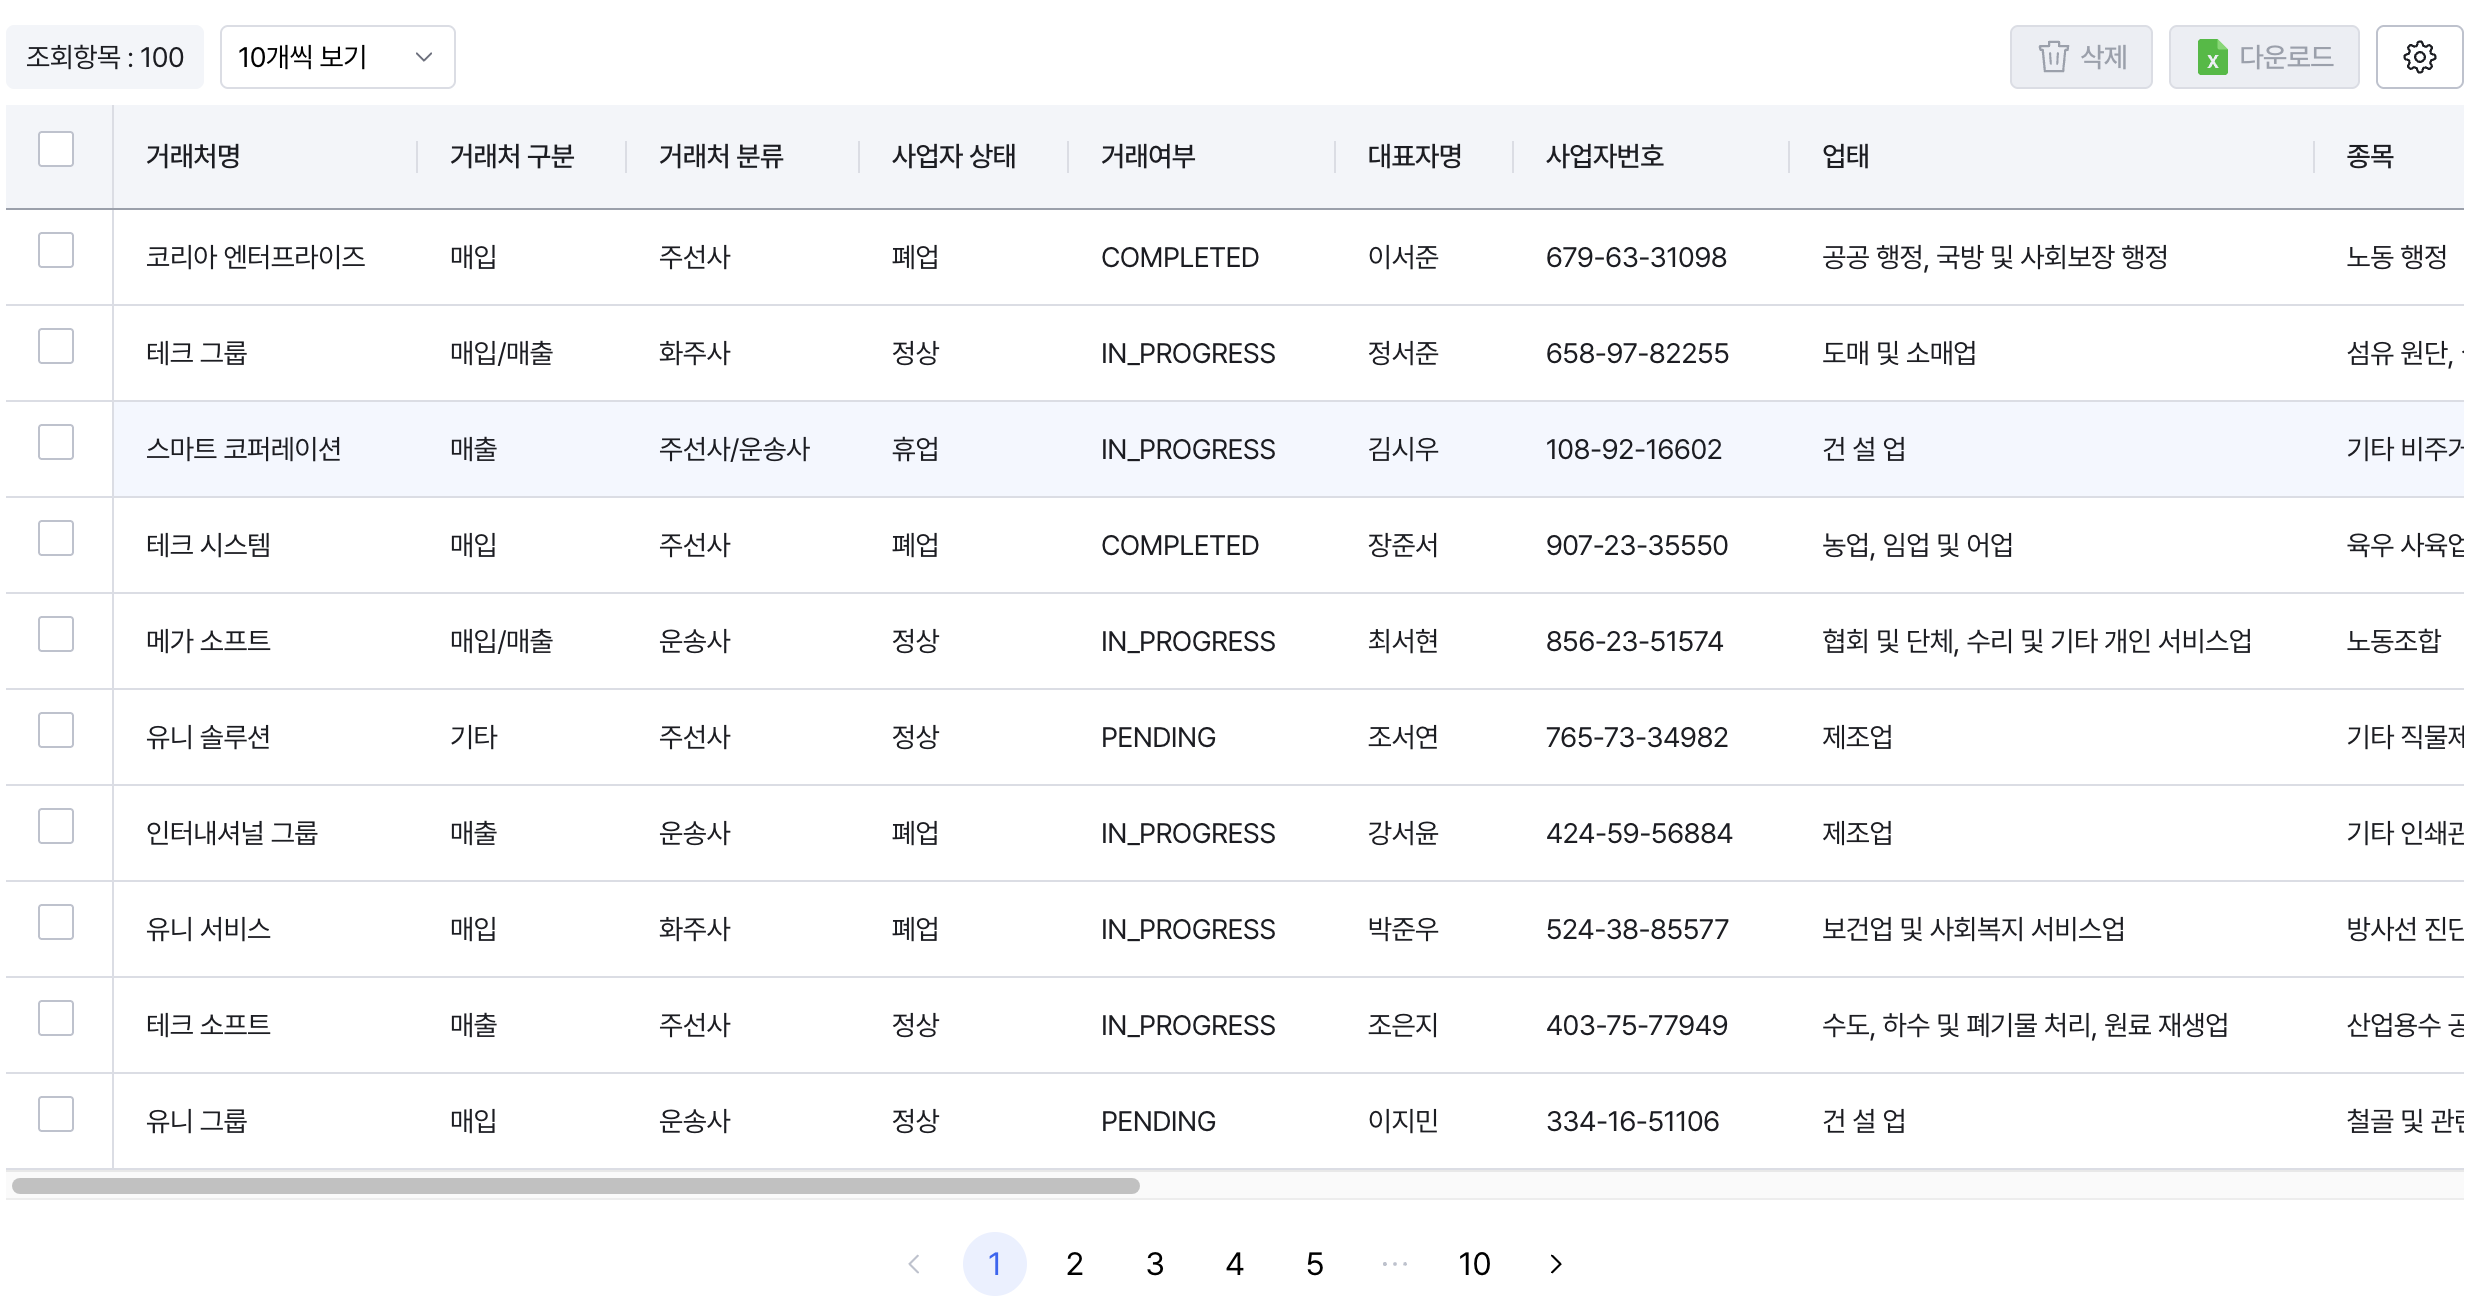 조회항목 : 100 10개씩 보기 삭제 다운로드
거래처명 거래처 구분 거래처 분류 사업자 상태 거래여부 대표자명 사업자번호 업태 종목
코리아 엔터프라이즈 매입 주선사 폐업 COMPLETED 이서준 679-63-31098 공공 행정, 국방 및 사회보장 행정 노동 행정
테크 그룹 매입/매출 화주사 정상 IN_PROGRESS 정서준 658-97-82255 도매 및 소매업 섬유 원단,
스마트 코퍼레이션 매출 주선사/운송사 휴업 IN_PROGRESS 김시우 108-92-16602 건 설 업 기타 비주거
테크 시스템 매입 주선사 폐업 COMPLETED 장준서 907-23-35550 농업, 임업 및 어업 육우 사육업
메가 소프트 매입/매출 운송사 정상 IN_PROGRESS 최서현 856-23-51574 협회 및 단체, 수리 및 기타 개인 서비스업 노동조합
유니 솔루션 기타 주선사 정상 PENDING 조서연 765-73-34982 제조업 기타 직물제
인터내셔널 그룹 매출 운송사 폐업 IN_PROGRESS 강서윤 424-59-56884 제조업 기타 인쇄관
유니 서비스 매입 화주사 폐업 IN_PROGRESS 박준우 524-38-85577 보건업 및 사회복지 서비스업 방사선 진단
테크 소프트 매출 주선사 정상 IN_PROGRESS 조은지 403-75-77949 수도, 하수 및 폐기물 처리, 원료 재생업 산업용수 공
유니 그룹 매입 운송사 정상 PENDING 이지민 334-16-51106 건 설 업 철골 및 관련
1 2 3 4 5 ··· 10